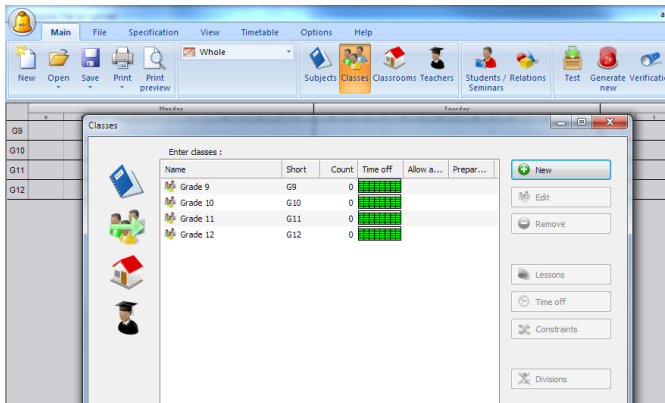 Main File Specification View Timetable Options Help
New Open Save Print Print preview Whole Subjects Classes Classrooms Teachers Students / Seminars Relations Test Generate new
Monday Tuesday
G9
G10
G11
G12
Classes
Enter classes :
Name Short Count Time off Allow a... Prepar...
Grade 9 G9 0
Grade 10 G10 0
Grade 11 G11 0
Grade 12 G12 0
New
Edit
Remove
Lessons
Time off
Constraints
Divisions